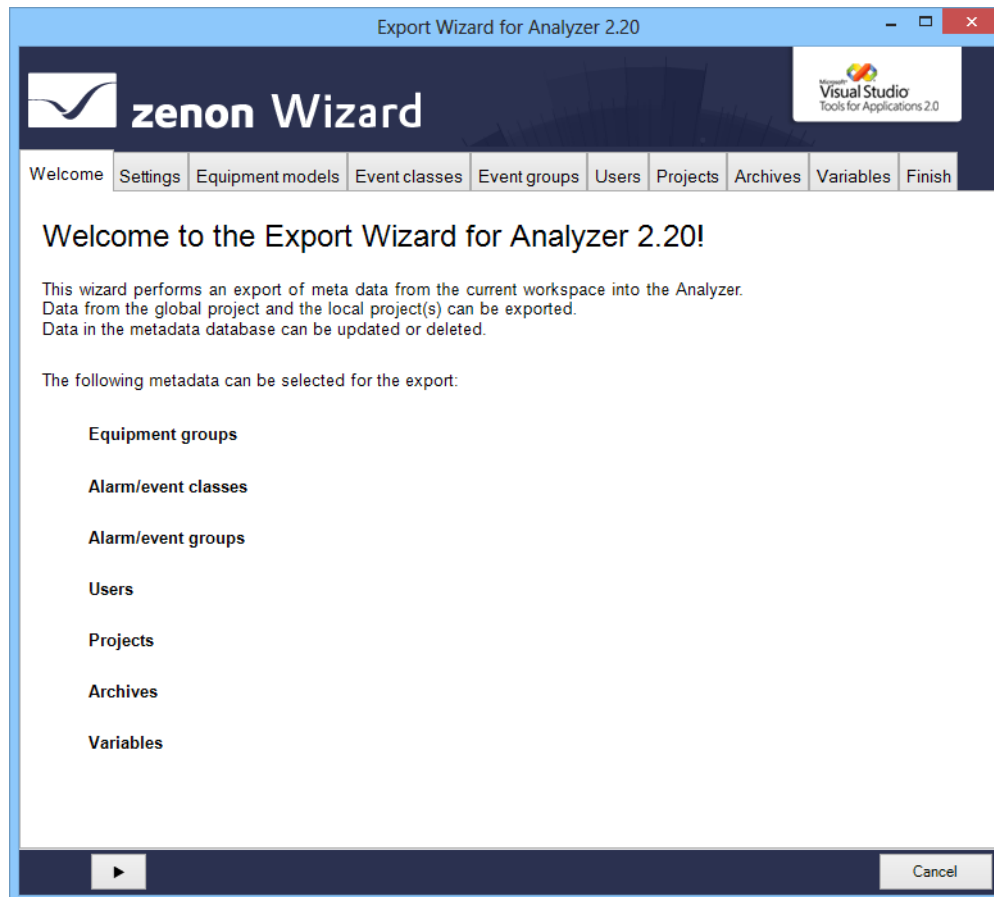 Export Wizard for Analyzer 2.20
zenon Wizard
Microsoft
Visual Studio
Tools for Applications 2.0
Welcome Settings Equipment models Event classes Event groups Users Projects Archives Variables Finish
Welcome to the Export Wizard for Analyzer 2.20!
This wizard performs an export of meta data from the current workspace into the Analyzer.
Data from the global project and the local project(s) can be exported.
Data in the metadata database can be updated or deleted.
The following metadata can be selected for the export:
Equipment groups
Alarm/event classes
Alarm/event groups
Users
Projects
Archives
Variables
Cancel